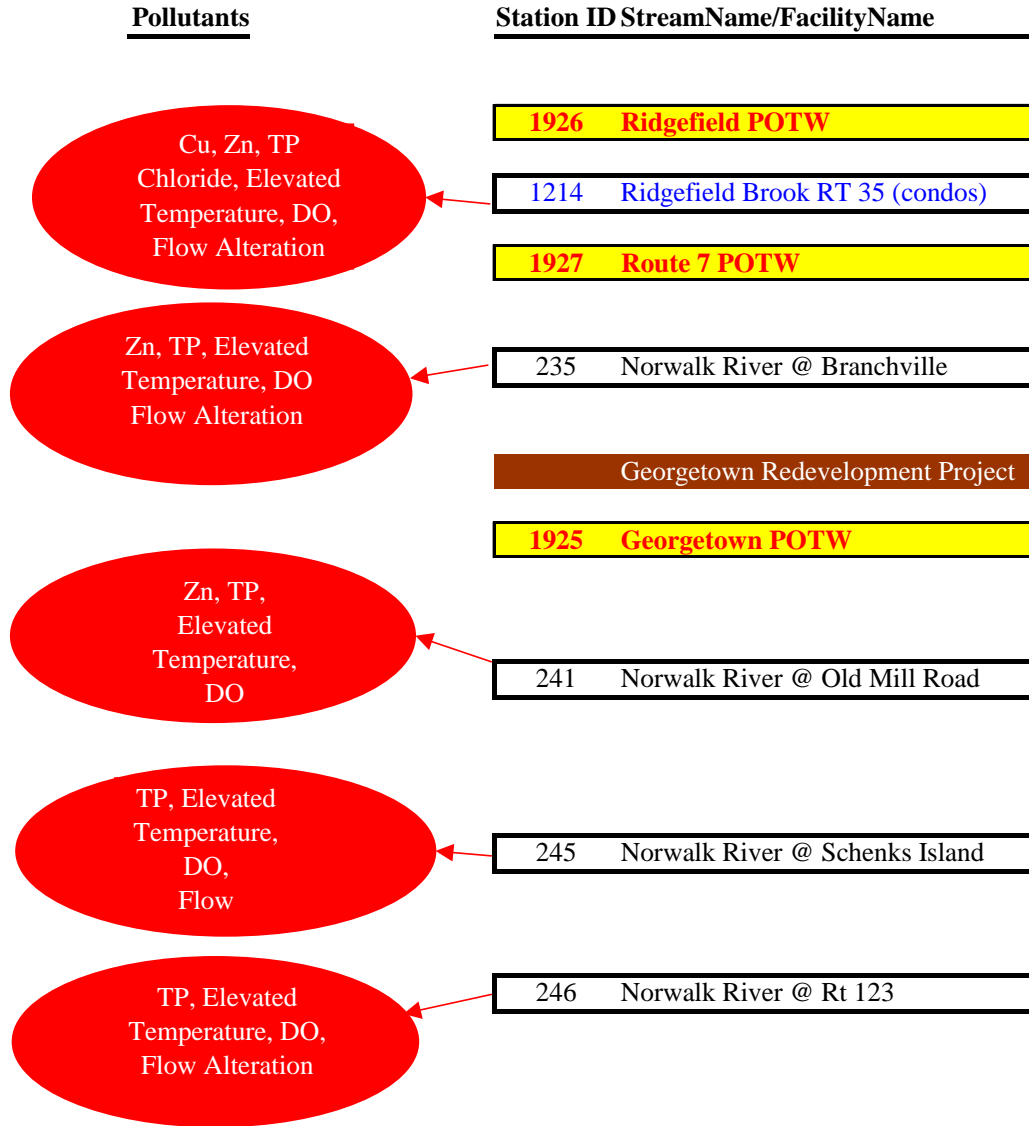 Pollutants
Station ID StreamName/FacilityName
1926 Ridgefield POTW
Cu, Zn, TP
Chloride, Elevated
Temperature, DO,
Flow Alteration
1214 Ridgefield Brook RT 35 (condos)
1927 Route 7 POTW
Zn, TP, Elevated
Temperature, DO
Flow Alteration
235 Norwalk River @ Branchville
Georgetown Redevelopment Project
1925 Georgetown POTW
Zn, TP,
Elevated
Temperature,
DO
241 Norwalk River @ Old Mill Road
TP, Elevated
Temperature,
DO,
Flow
245 Norwalk River @ Schenks Island
TP, Elevated
Temperature, DO,
Flow Alteration
246 Norwalk River @ Rt 123